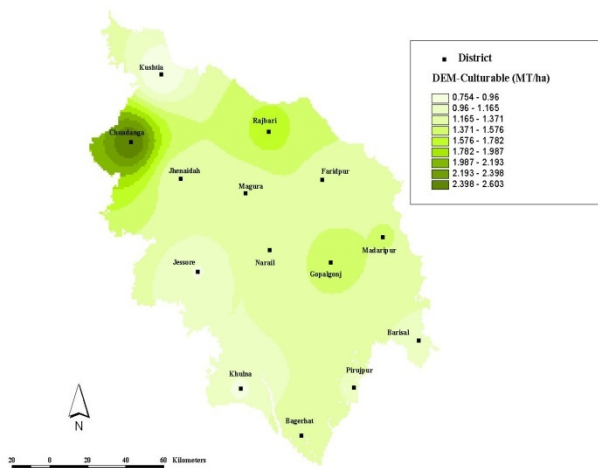 Kushtia
District
DEM-Culturable (MT/ha)
0.754 - 0.96
0.96 - 1.165
1.165 - 1.371
1.371 - 1.576
1.576 - 1.782
1.782 - 1.987
1.987 - 2.193
2.193 - 2.398
2.398 - 2.603
Rajbari
Chuadanga
Jhenaidah
Faridpur
Magura
Madaripur
Jessore
Narail
Gopalgonj
Barisal
Khulna
Pirujpur
Bagerhat
N
20 0 20 40 60 Kilometers